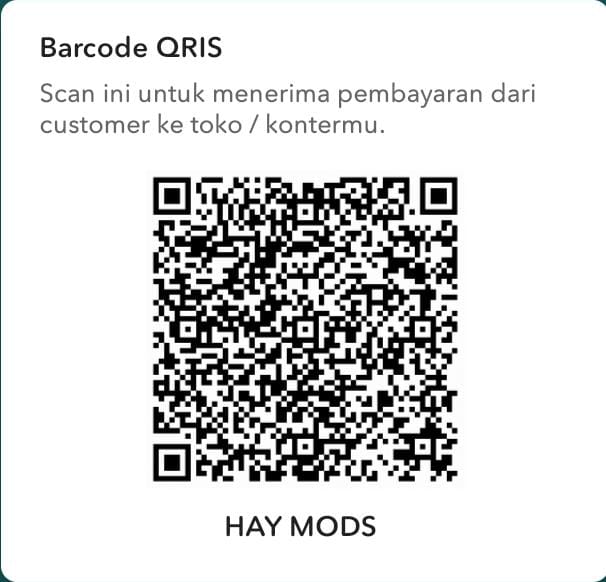 Barcode QRIS
Scan ini untuk menerima pembayaran dari
customer ke toko / kontermu.
HAY MODS